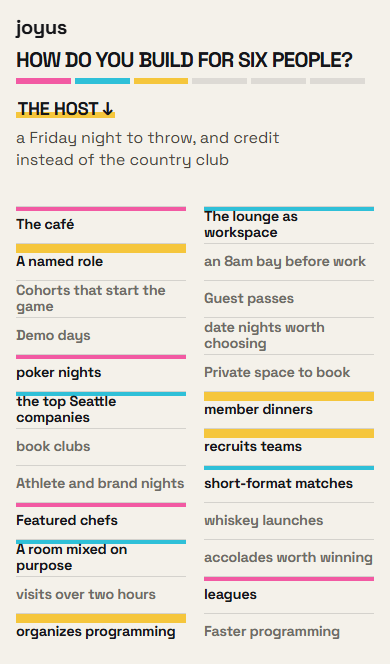 joyus
HOW DO YOU BUILD FOR SIX PEOPLE?
THE HOST ↓
a Friday night to throw, and credit
instead of the country club
The café
A named role
Cohorts that start the
game
Demo days
poker nights
the top Seattle
companies
book clubs
Athlete and brand nights
Featured chefs
A room mixed on
purpose
visits over two hours
organizes programming
The lounge as
workspace
an 8am bay before work
Guest passes
date nights worth
choosing
Private space to book
member dinners
recruits teams
short-format matches
whiskey launches
accolades worth winning
leagues
Faster programming